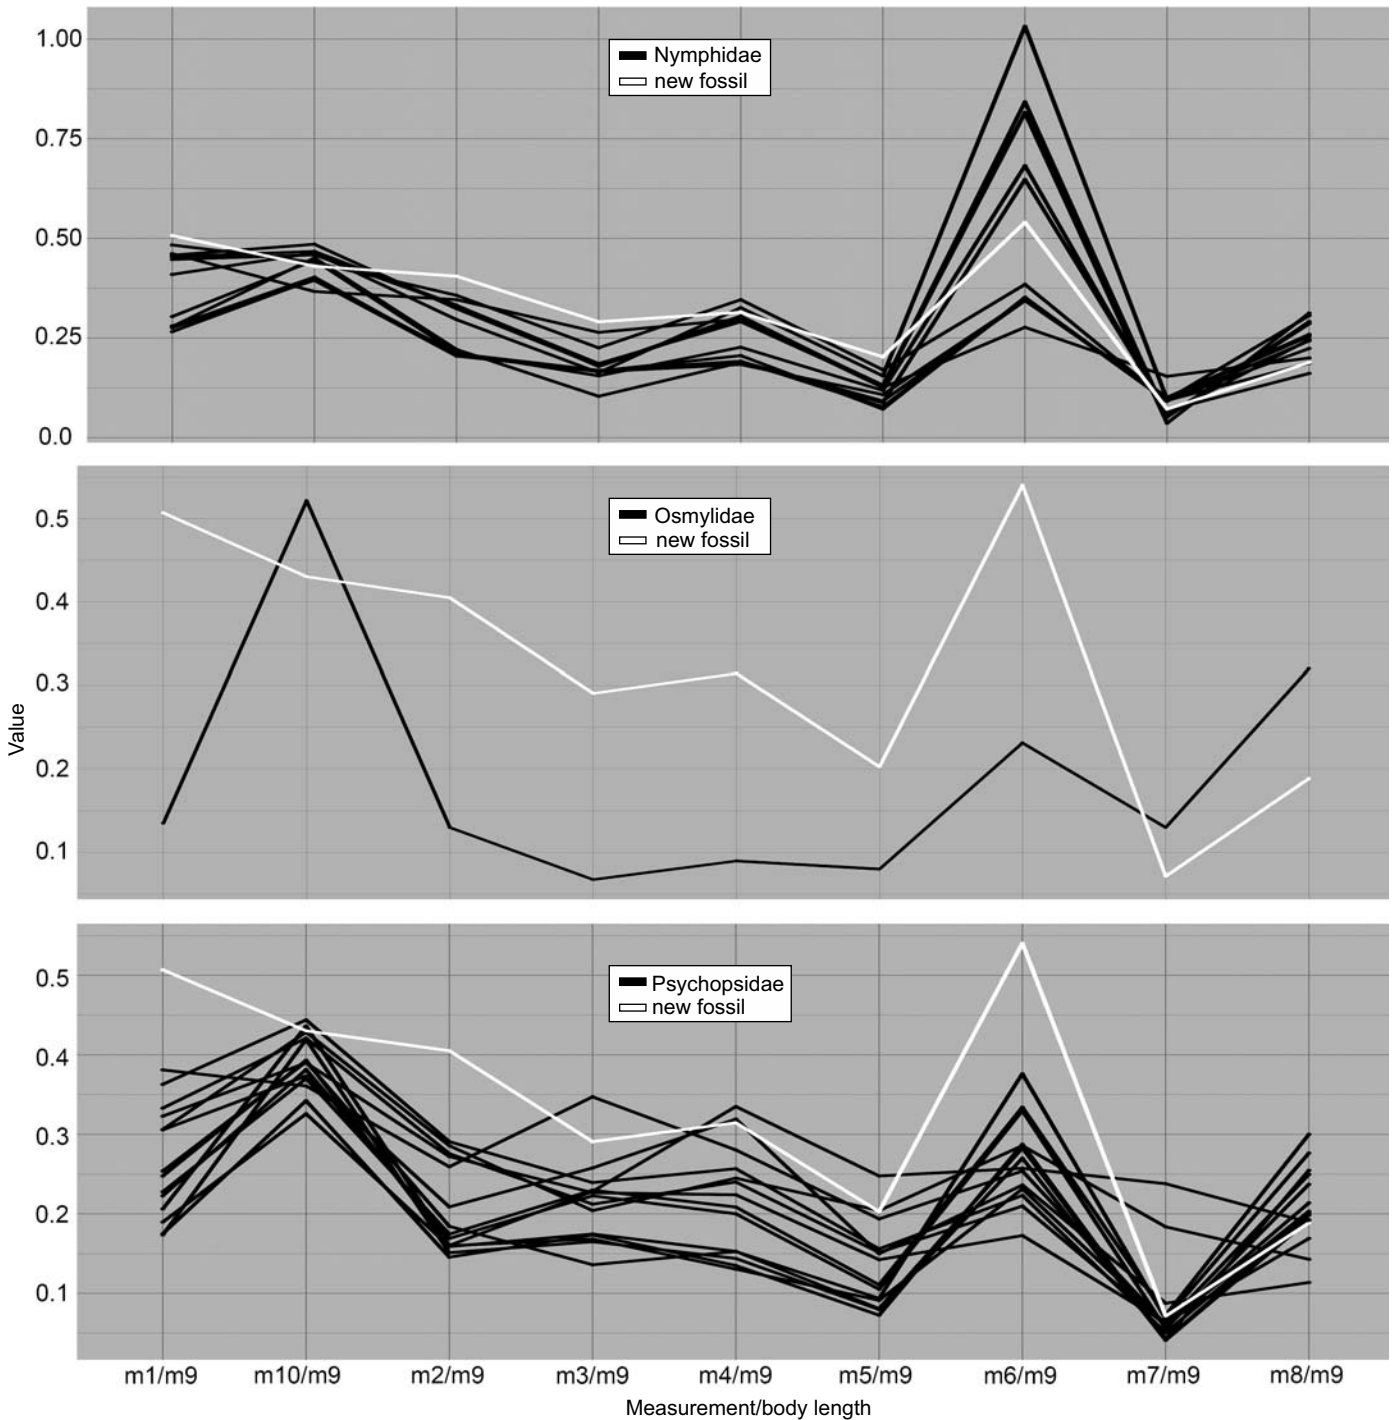 1.00
0.75
0.50
0.25
0.0
Nymphidae
new fossil
0.5
0.4
0.3
0.2
0.1
Osmylidae
new fossil
Value
0.5
0.4
0.3
0.2
0.1
Psychopsidae
new fossil
m1/m9 m10/m9 m2/m9 m3/m9 m4/m9 m5/m9 m6/m9 m7/m9 m8/m9
Measurement/body length